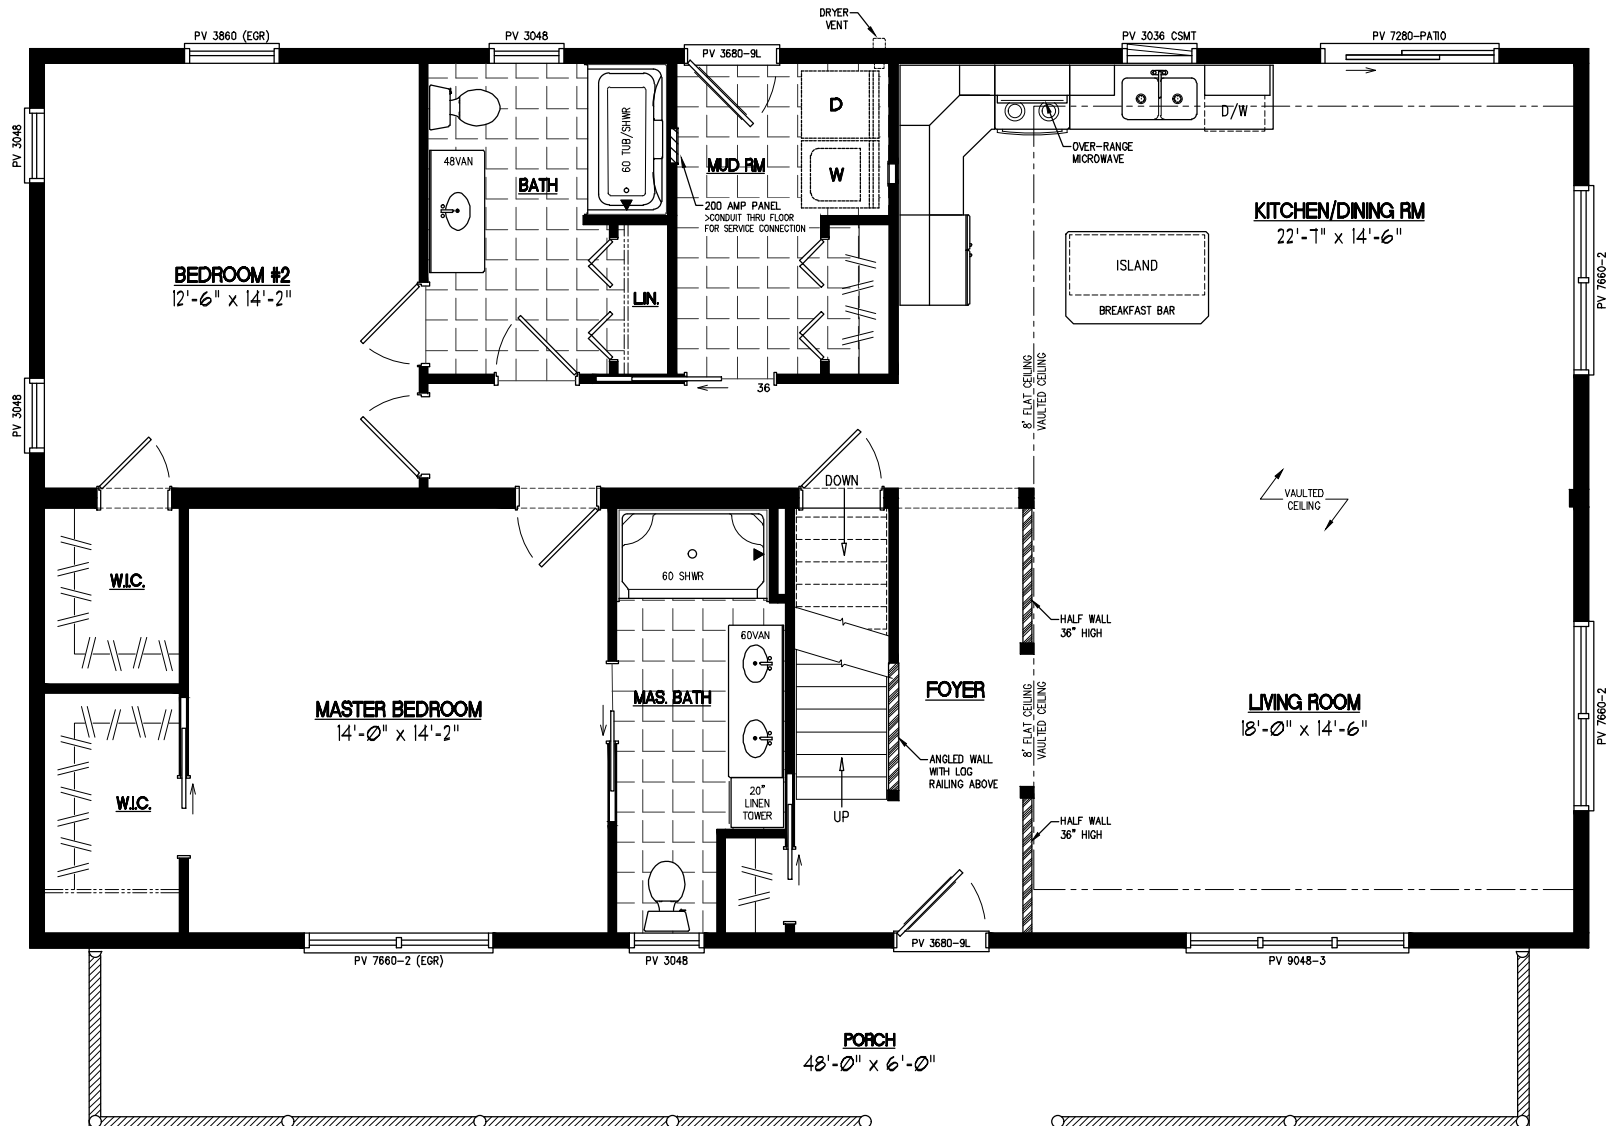 DRYER
VENT
PV 3860 (EGR)
PV 3048
PV 3680-9L
PV 3036 CSMT
PV 7280-PATIO
D
D/W
PV 3048
48VAN
60 TUB/SHWR
OVER-RANGE
MICROWAVE
MUD RM
W
BATH
200 AMP PANEL
>CONDUIT THRU FLOOR
FOR SERVICE CONNECTION
KITCHEN/DINING RM
22'-7" x 14'-6"
BEDROOM #2
12'-6" x 14'-2"
LIN.
ISLAND
BREAKFAST BAR
PV 7660-2
8' FLAT CEILING
VAULTED CEILING
36
PV 3048
DOWN
VAULTED
CEILING
W.I.C.
60 SHWR
HALF WALL
36" HIGH
60VAN
MAS. BATH
FOYER
MASTER BEDROOM
14'-0" x 14'-2"
LIVING ROOM
18'-0" x 14'-6"
8' FLAT CEILING
VAULTED CEILING
PV 7660-2
ANGLED WALL
WITH LOG
RAILING ABOVE
W.I.C.
20"
LINEN
TOWER
UP
HALF WALL
36" HIGH
PV 7660-2 (EGR)
PV 3048
PV 3680-9L
PV 9048-3
PORCH
48'-0" x 6'-0"